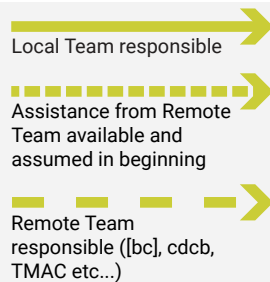 Local Team responsible
Assistance from Remote
Team available and
assumed in beginning
Remote Team
responsible ([bc], cdcb,
TMAC etc...)